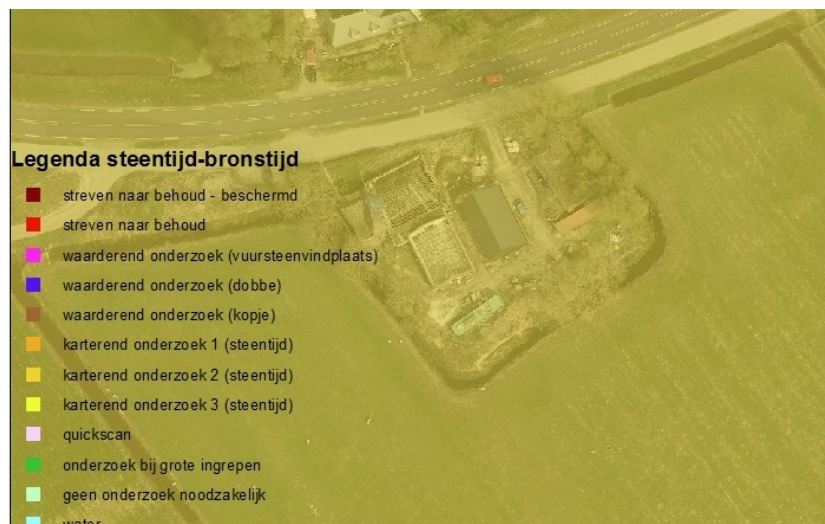 Legenda steentijd-bronstijd
streven naar behoud - beschermd
streven naar behoud
waarderend onderzoek (vuursteenvindplaats)
waarderend onderzoek (dobbe)
waarderend onderzoek (kopje)
karterend onderzoek 1 (steentijd)
karterend onderzoek 2 (steentijd)
karterend onderzoek 3 (steentijd)
quickscan
onderzoek bij grote ingrepen
geen onderzoek noodzakelijk
water